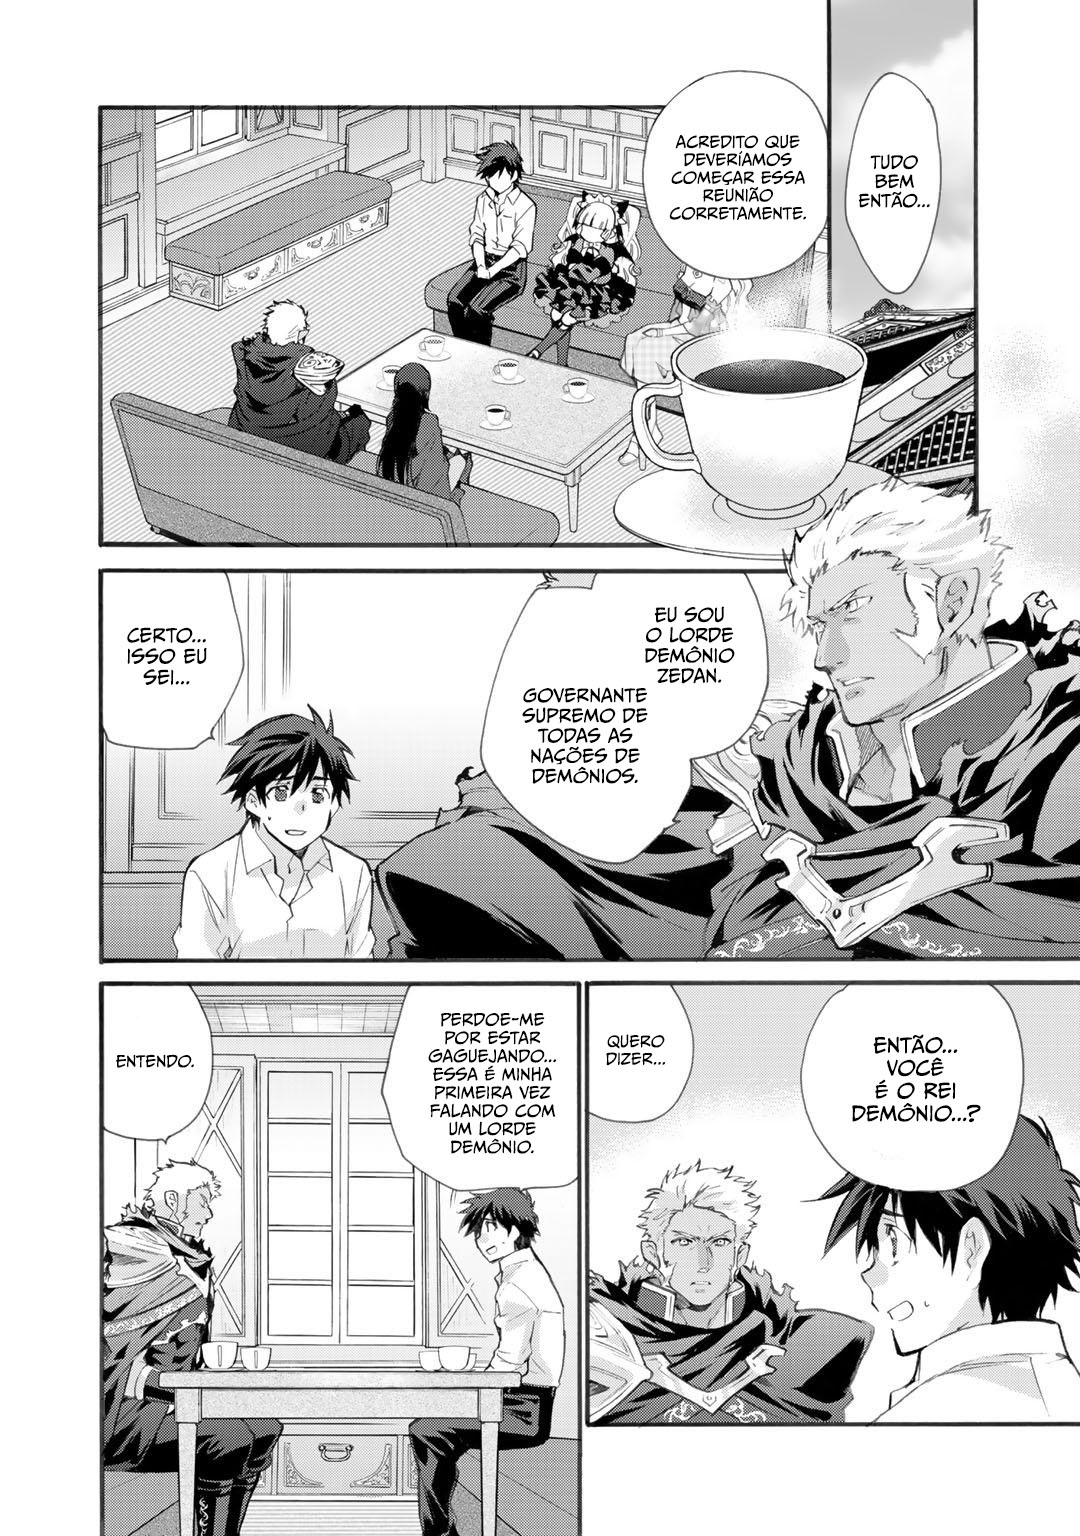 TUDO
BEM
ENTÃO...
ACREDITO QUE
DEVERÍAMOS
COMEÇAR ESSA
REUNIÃO
CORRETAMENTE.
EU SOU
O LORDE
DEMÔNIO
ZEDAN.
GOVERNANTE
SUPREMO DE
TODAS AS
NAÇÕES DE
DEMÔNIOS.
CERTO...
ISSO EU
SEI...
ENTÃO...
VOCÊ
É O REI
DEMÔNIO...?
QUERO
DIZER...
PERDOE-ME
POR ESTAR
GAGUEJANDO...
ESSA É MINHA
PRIMEIRA VEZ
FALANDO COM
UM LORDE
DEMÔNIO.
ENTENDO.